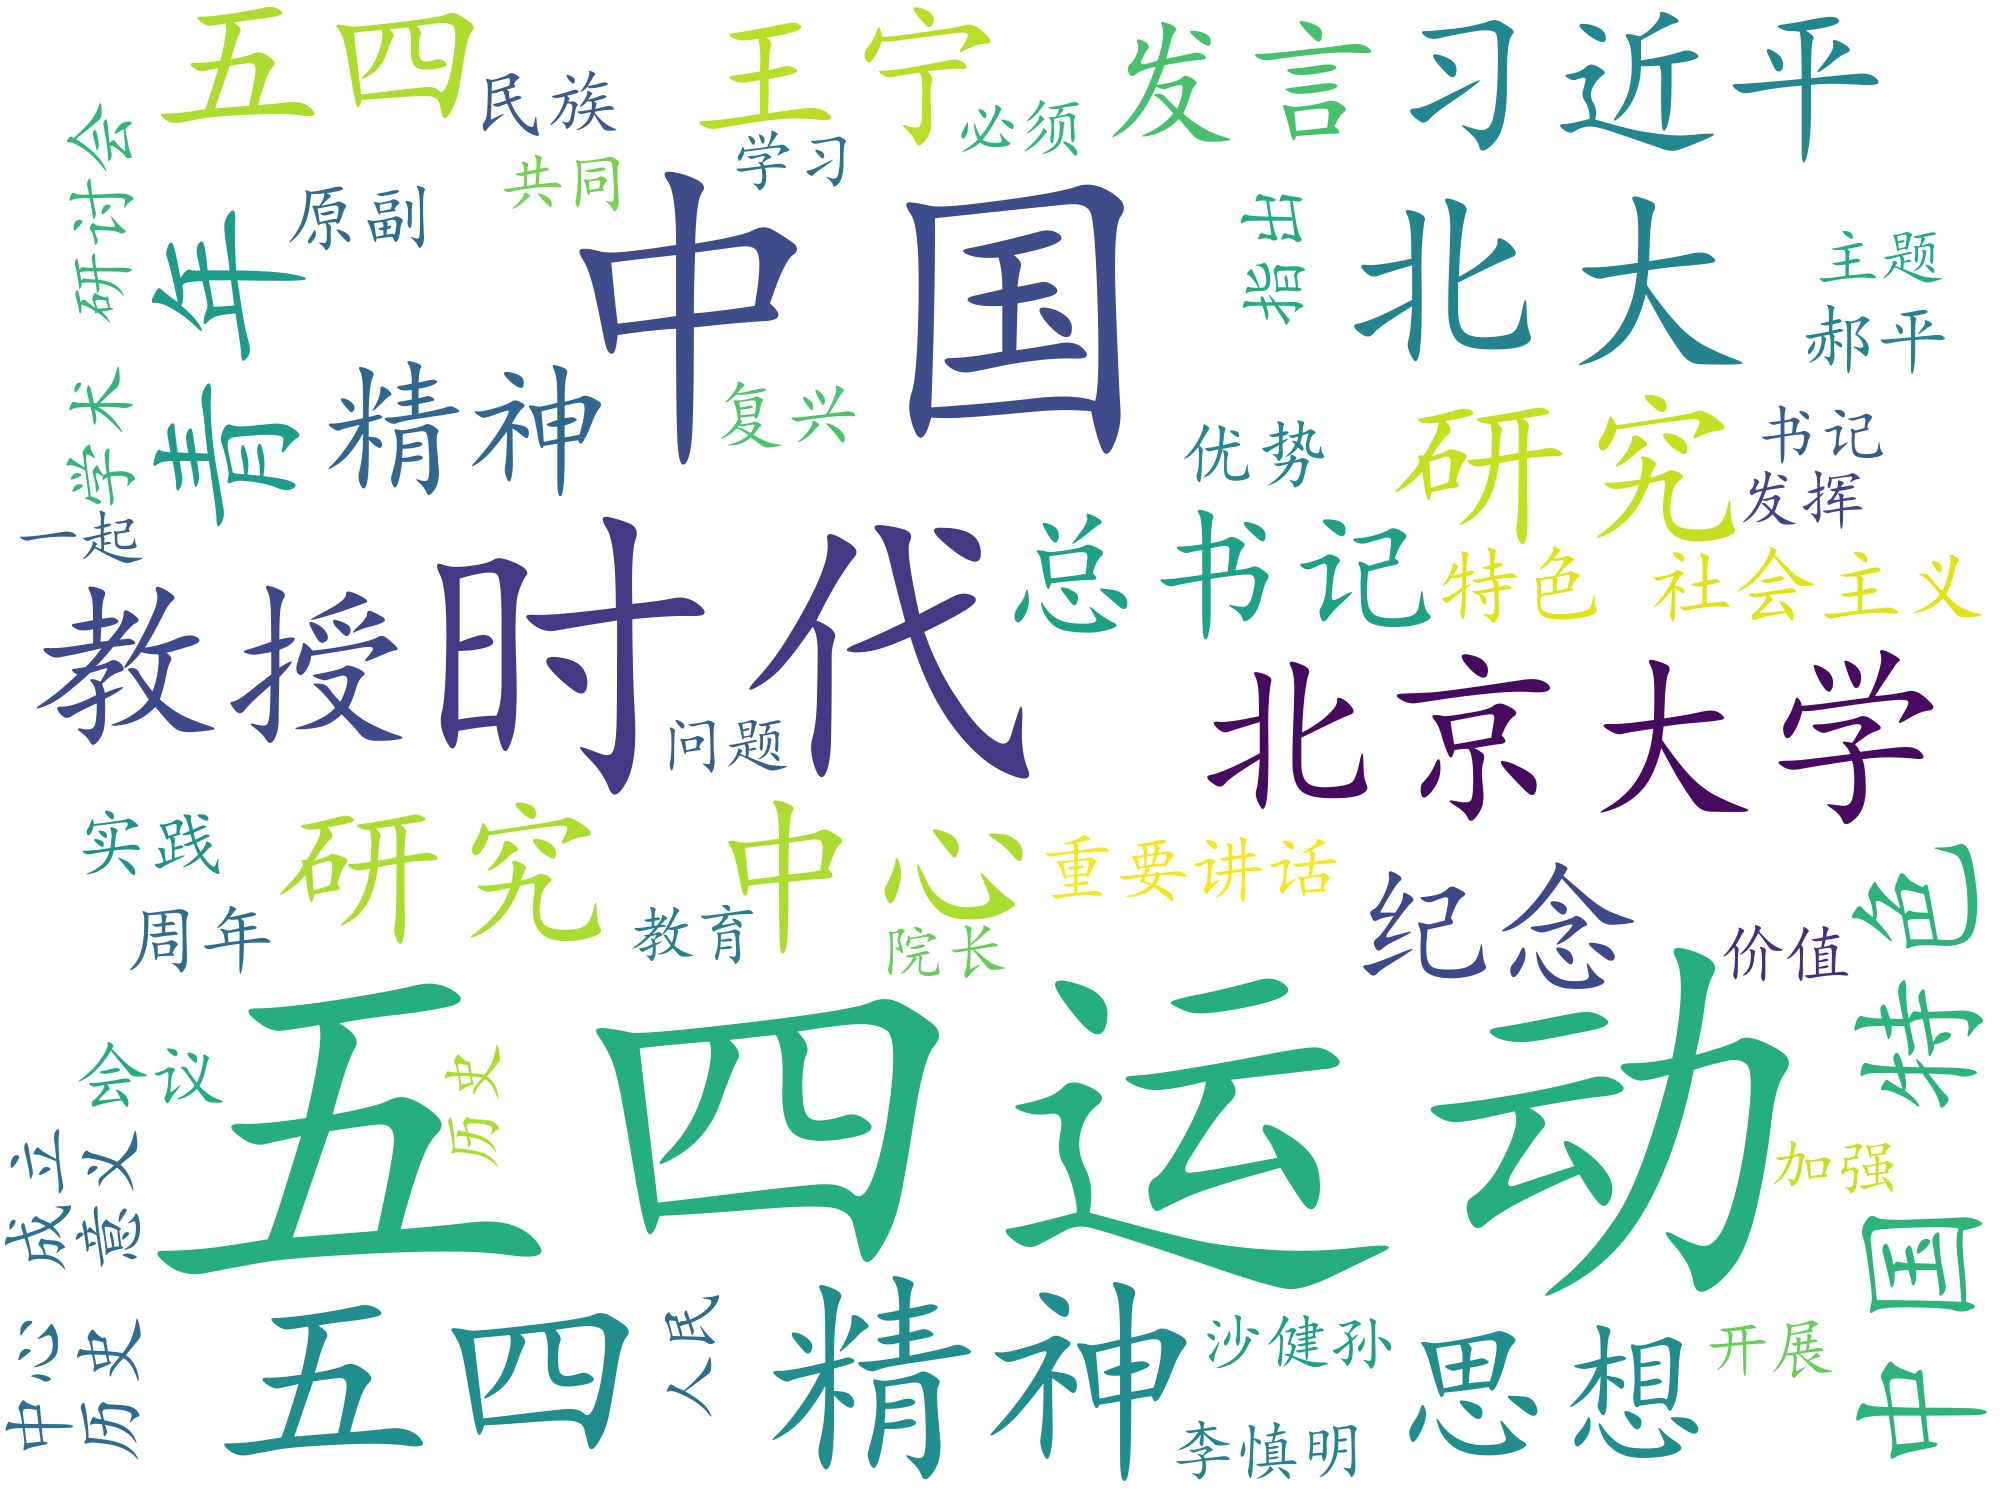 五四
王宁
发言
习近平
民族
必须
学习
共同
研讨会
原副
青年
中国
指出
北大
主题
郝平
学术
精神
复兴
优势
研究
书记
发挥
一起
教授
时代
总书记
特色 社会主义
问题
北京大学
实践
研究 中心
重要讲话
纪念
周年
教育
院长
价值
中国 特色
会议
历史
五四运动
加强
成立
意义
中心
历史
五四 精神
人民
沙健孙
思想
开展
李慎明